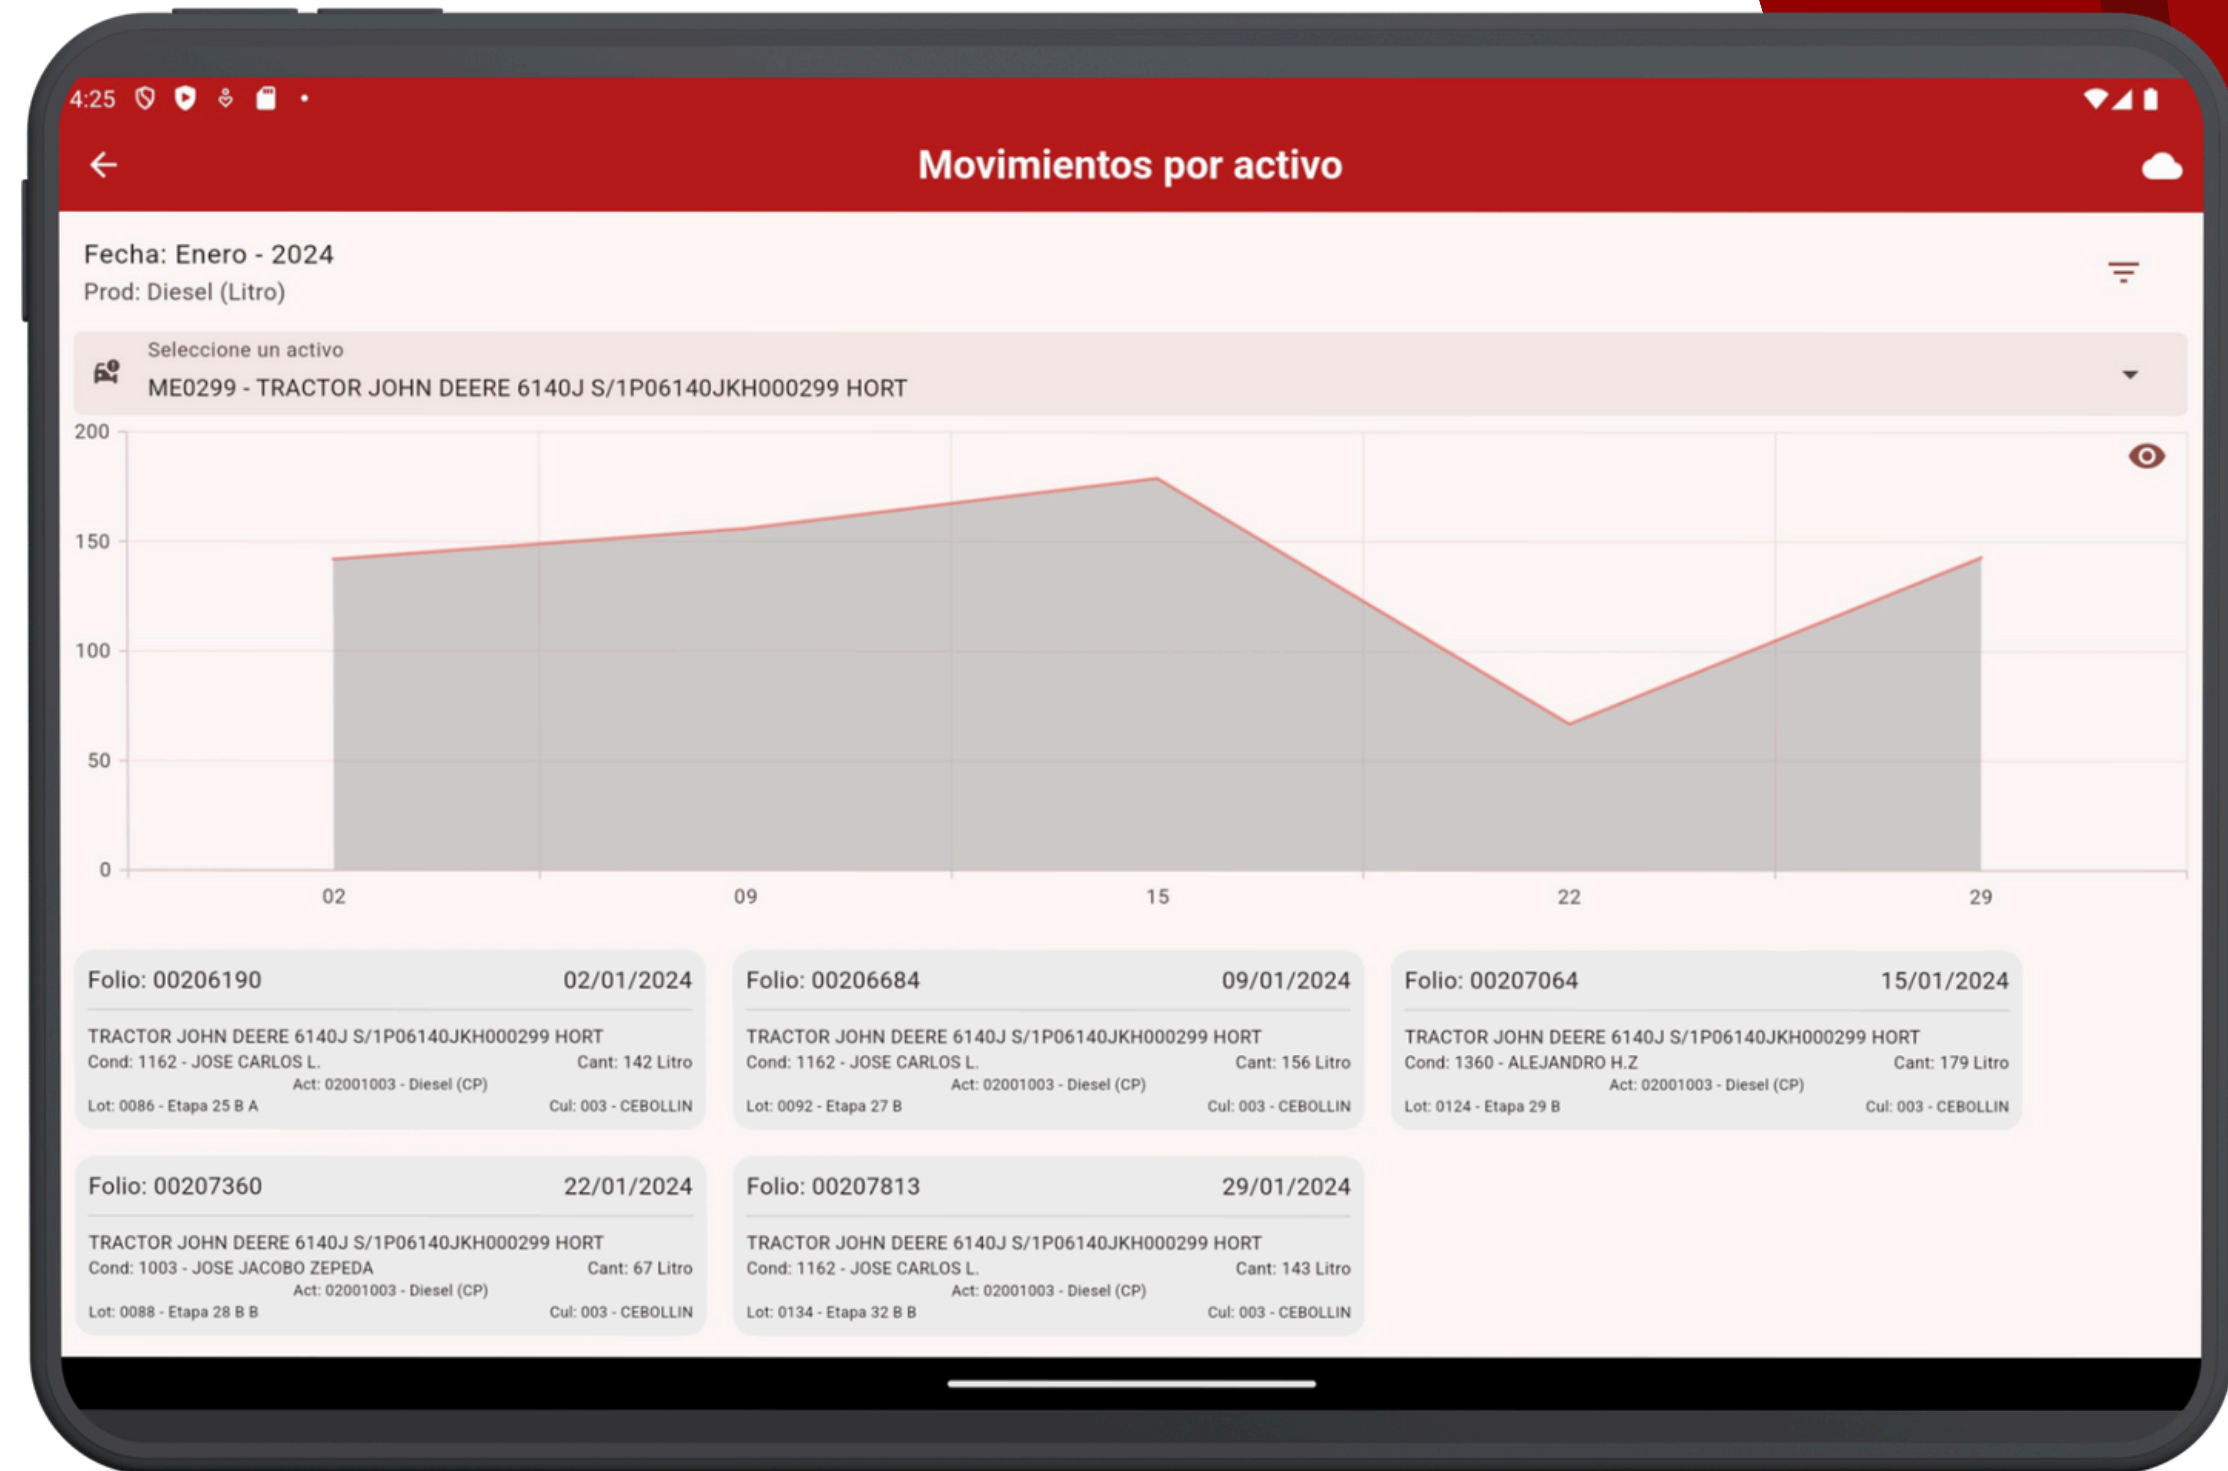 4:25
Movimientos por activo
Fecha: Enero - 2024
Prod: Diesel (Litro)
Seleccione un activo
ME0299 - TRACTOR JOHN DEERE 6140J S/1P06140JKH000299 HORT
200
150
100
50
0
02 09 15 22 29
Folio: 00206190 02/01/2024
TRACTOR JOHN DEERE 6140J S/1P06140JKH000299 HORT
Cond: 1162 - JOSE CARLOS L. Cant: 142 Litro
Act: 02001003 - Diesel (CP)
Lot: 0086 - Etapa 25 B A Cul: 003 - CEBOLLIN
Folio: 00206684 09/01/2024
TRACTOR JOHN DEERE 6140J S/1P06140JKH000299 HORT
Cond: 1162 - JOSE CARLOS L. Cant: 156 Litro
Act: 02001003 - Diesel (CP)
Lot: 0092 - Etapa 27 B Cul: 003 - CEBOLLIN
Folio: 00207064 15/01/2024
TRACTOR JOHN DEERE 6140J S/1P06140JKH000299 HORT
Cond: 1360 - ALEJANDRO H.Z Cant: 179 Litro
Act: 02001003 - Diesel (CP)
Lot: 0124 - Etapa 29 B Cul: 003 - CEBOLLIN
Folio: 00207360 22/01/2024
TRACTOR JOHN DEERE 6140J S/1P06140JKH000299 HORT
Cond: 1003 - JOSE JACOBO ZEPEDA Cant: 67 Litro
Act: 02001003 - Diesel (CP)
Lot: 0088 - Etapa 28 B B Cul: 003 - CEBOLLIN
Folio: 00207813 29/01/2024
TRACTOR JOHN DEERE 6140J S/1P06140JKH000299 HORT
Cond: 1162 - JOSE CARLOS L. Cant: 143 Litro
Act: 02001003 - Diesel (CP)
Lot: 0134 - Etapa 32 B B Cul: 003 - CEBOLLIN